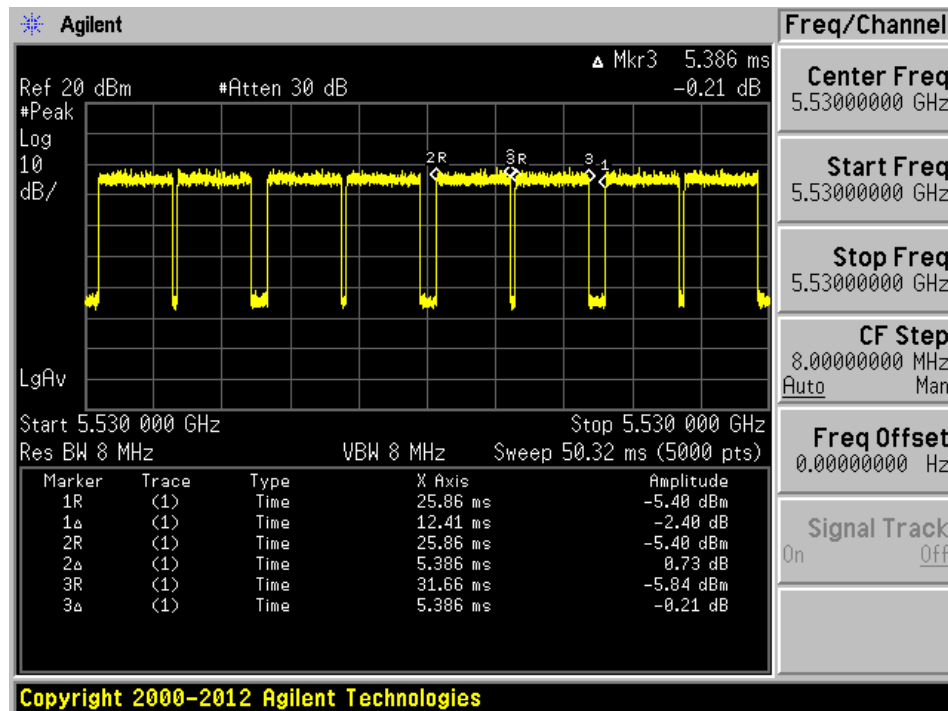 Agilent
Freq/Channel
Δ Mkr3 5.386 ms
Ref 20 dBm #Atten 30 dB -0.21 dB
#Peak
Log
10
dB/
2R 3R 3 1
LgAv
Start 5.530 000 GHz Stop 5.530 000 GHz
Res BW 8 MHz VBW 8 MHz Sweep 50.32 ms (5000 pts)
Marker Trace Type X Axis Amplitude
1R (1) Time 25.86 ms -5.40 dBm
1Δ (1) Time 12.41 ms -2.40 dB
2R (1) Time 25.86 ms -5.40 dBm
2Δ (1) Time 5.386 ms 0.73 dB
3R (1) Time 31.66 ms -5.84 dBm
3Δ (1) Time 5.386 ms -0.21 dB
Center Freq
5.53000000 GHz
Start Freq
5.53000000 GHz
Stop Freq
5.53000000 GHz
CF Step
8.00000000 MHz
Auto Man
Freq Offset
0.00000000 Hz
Signal Track
On Off
Copyright 2000-2012 Agilent Technologies